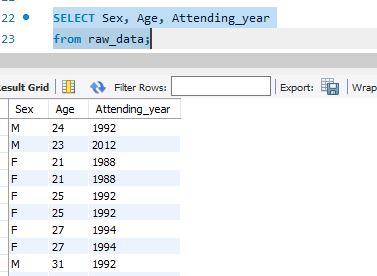 22 SELECT Sex, Age, Attending_year
23 from raw_data;
Result Grid Filter Rows: Export: Wrap
Sex Age Attending_year
M 24 1992
M 23 2012
F 21 1988
F 21 1988
F 25 1992
F 25 1992
F 27 1994
F 27 1994
M 31 1992